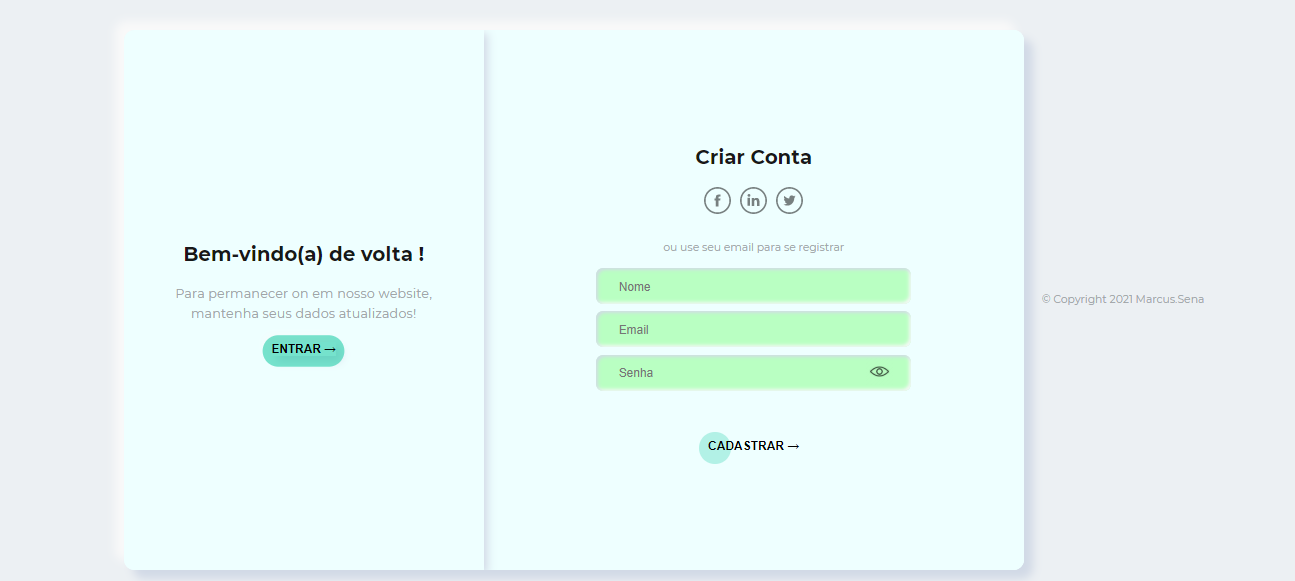 Bem-vindo(a) de volta !
Para permanecer on em nosso website,
mantenha seus dados atualizados!
ENTRAR →
Criar Conta
f in
ou use seu email para se registrar
Nome
Email
Senha
CADASTRAR →
© Copyright 2021 Marcus.Sena